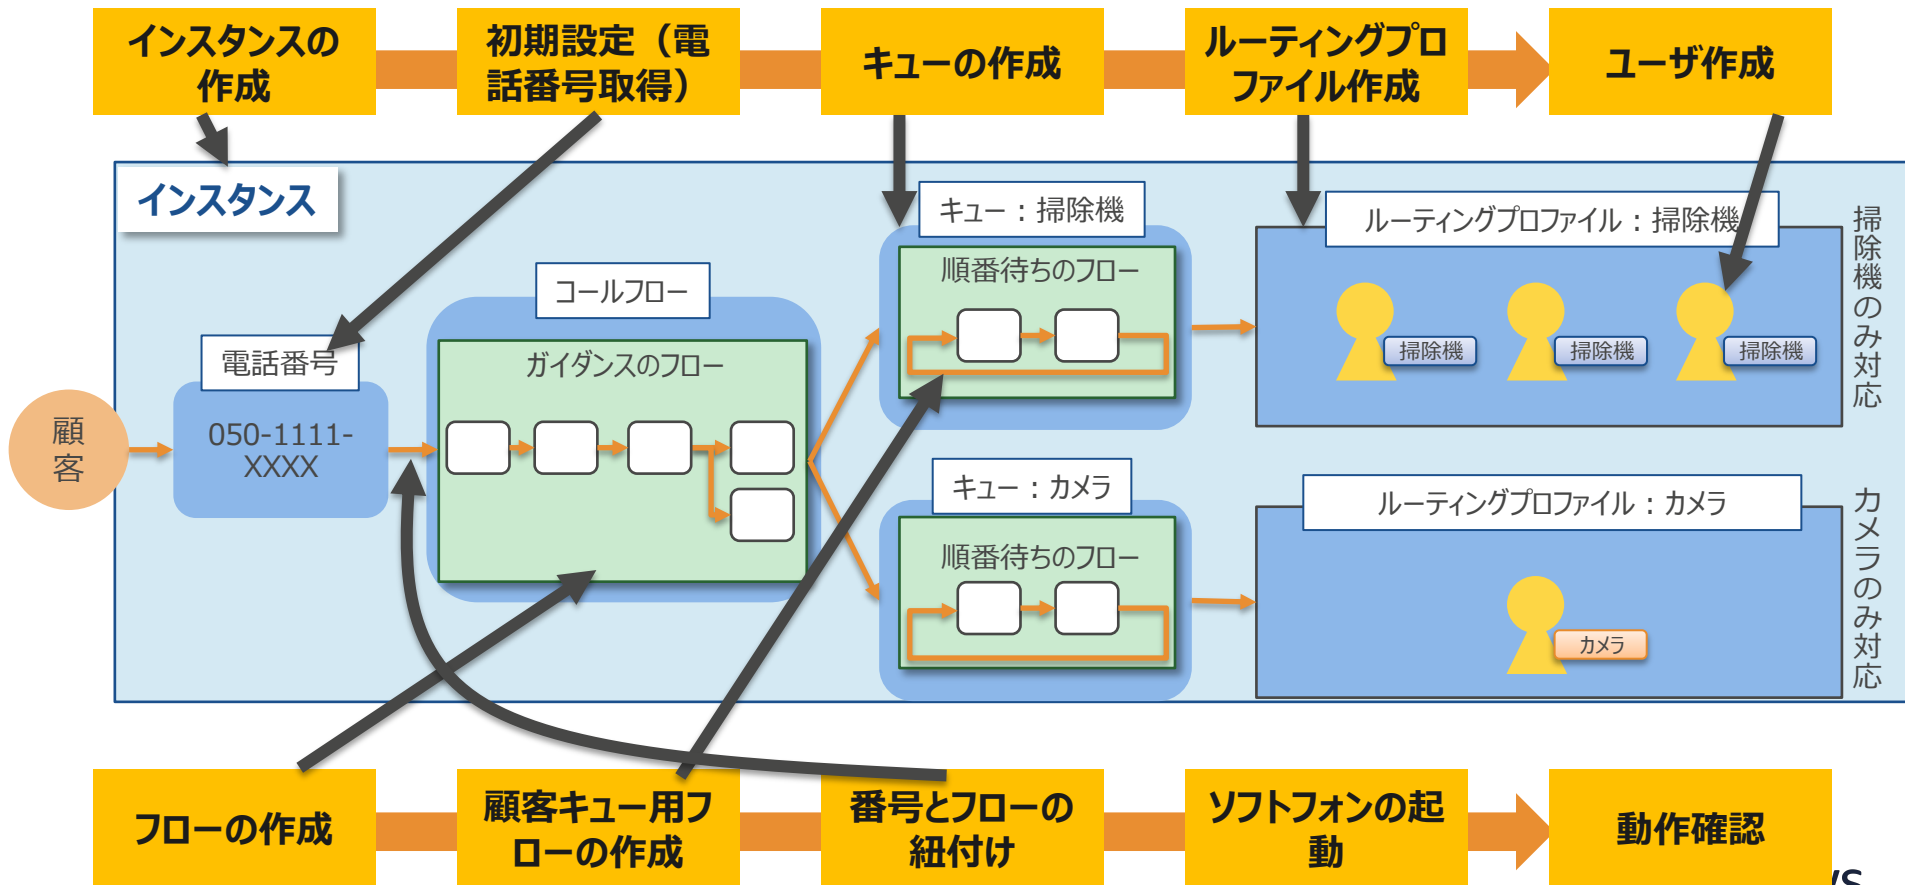 インスタンスの
作成
初期設定（電
話番号取得）
キューの作成
ルーティングプロ
ファイル作成
ユーザ作成
インスタンス
キュー：掃除機
順番待ちのフロー
ルーティングプロファイル：掃除機
掃除機
掃除機
掃除機
掃除機のみ対応
コールフロー
ガイダンスのフロー
電話番号
050-1111-
XXXX
顧
客
キュー：カメラ
順番待ちのフロー
ルーティングプロファイル：カメラ
カメラ
カメラのみ対応
フローの作成
顧客キュー用フ
ローの作成
番号とフローの
紐付け
ソフトフォンの起
動
動作確認